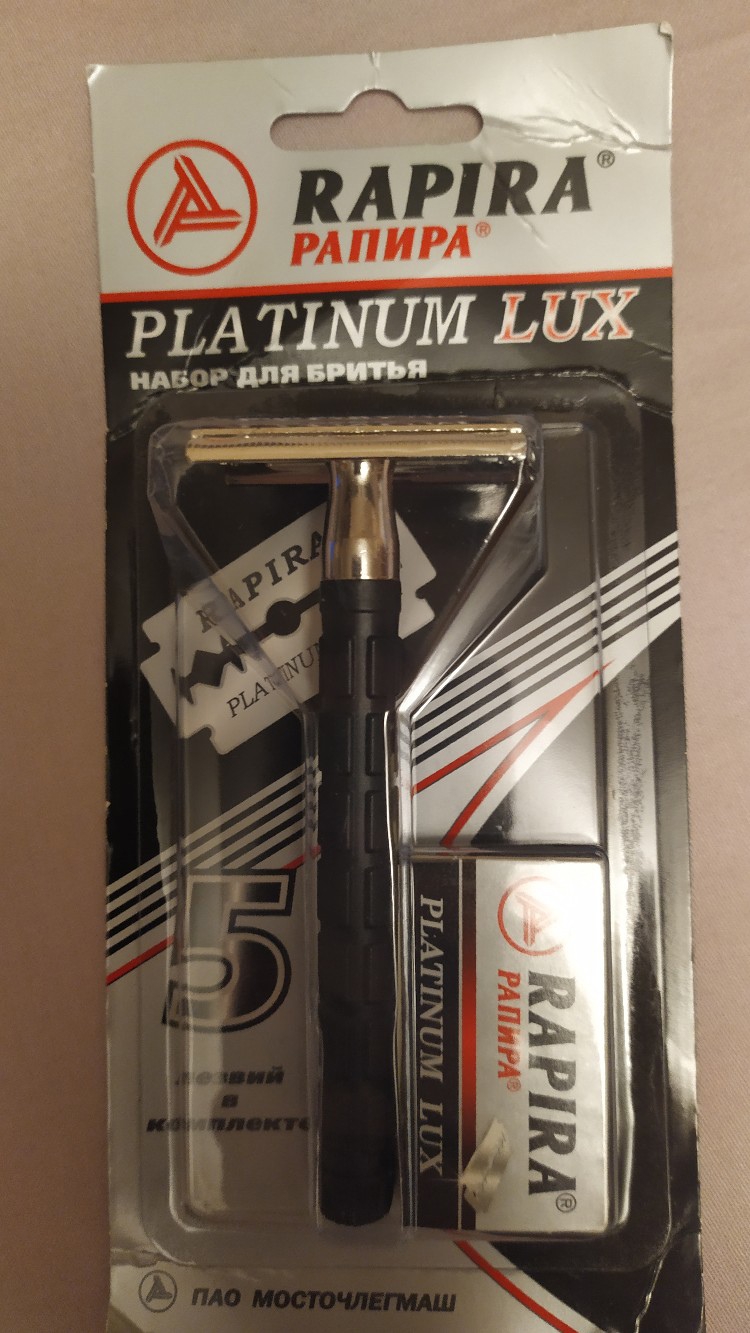 RAPIRA®
РАПИРА®
PLATINUM LUX
НАБОР ДЛЯ БРИТЬЯ
RAPIRA
PLATINUM
5
лезвий
в
комплекте
RAPIRA®
РАПИРА®
PLATINUM LUX
ПАО МОСТОЧЛЕГМАШ